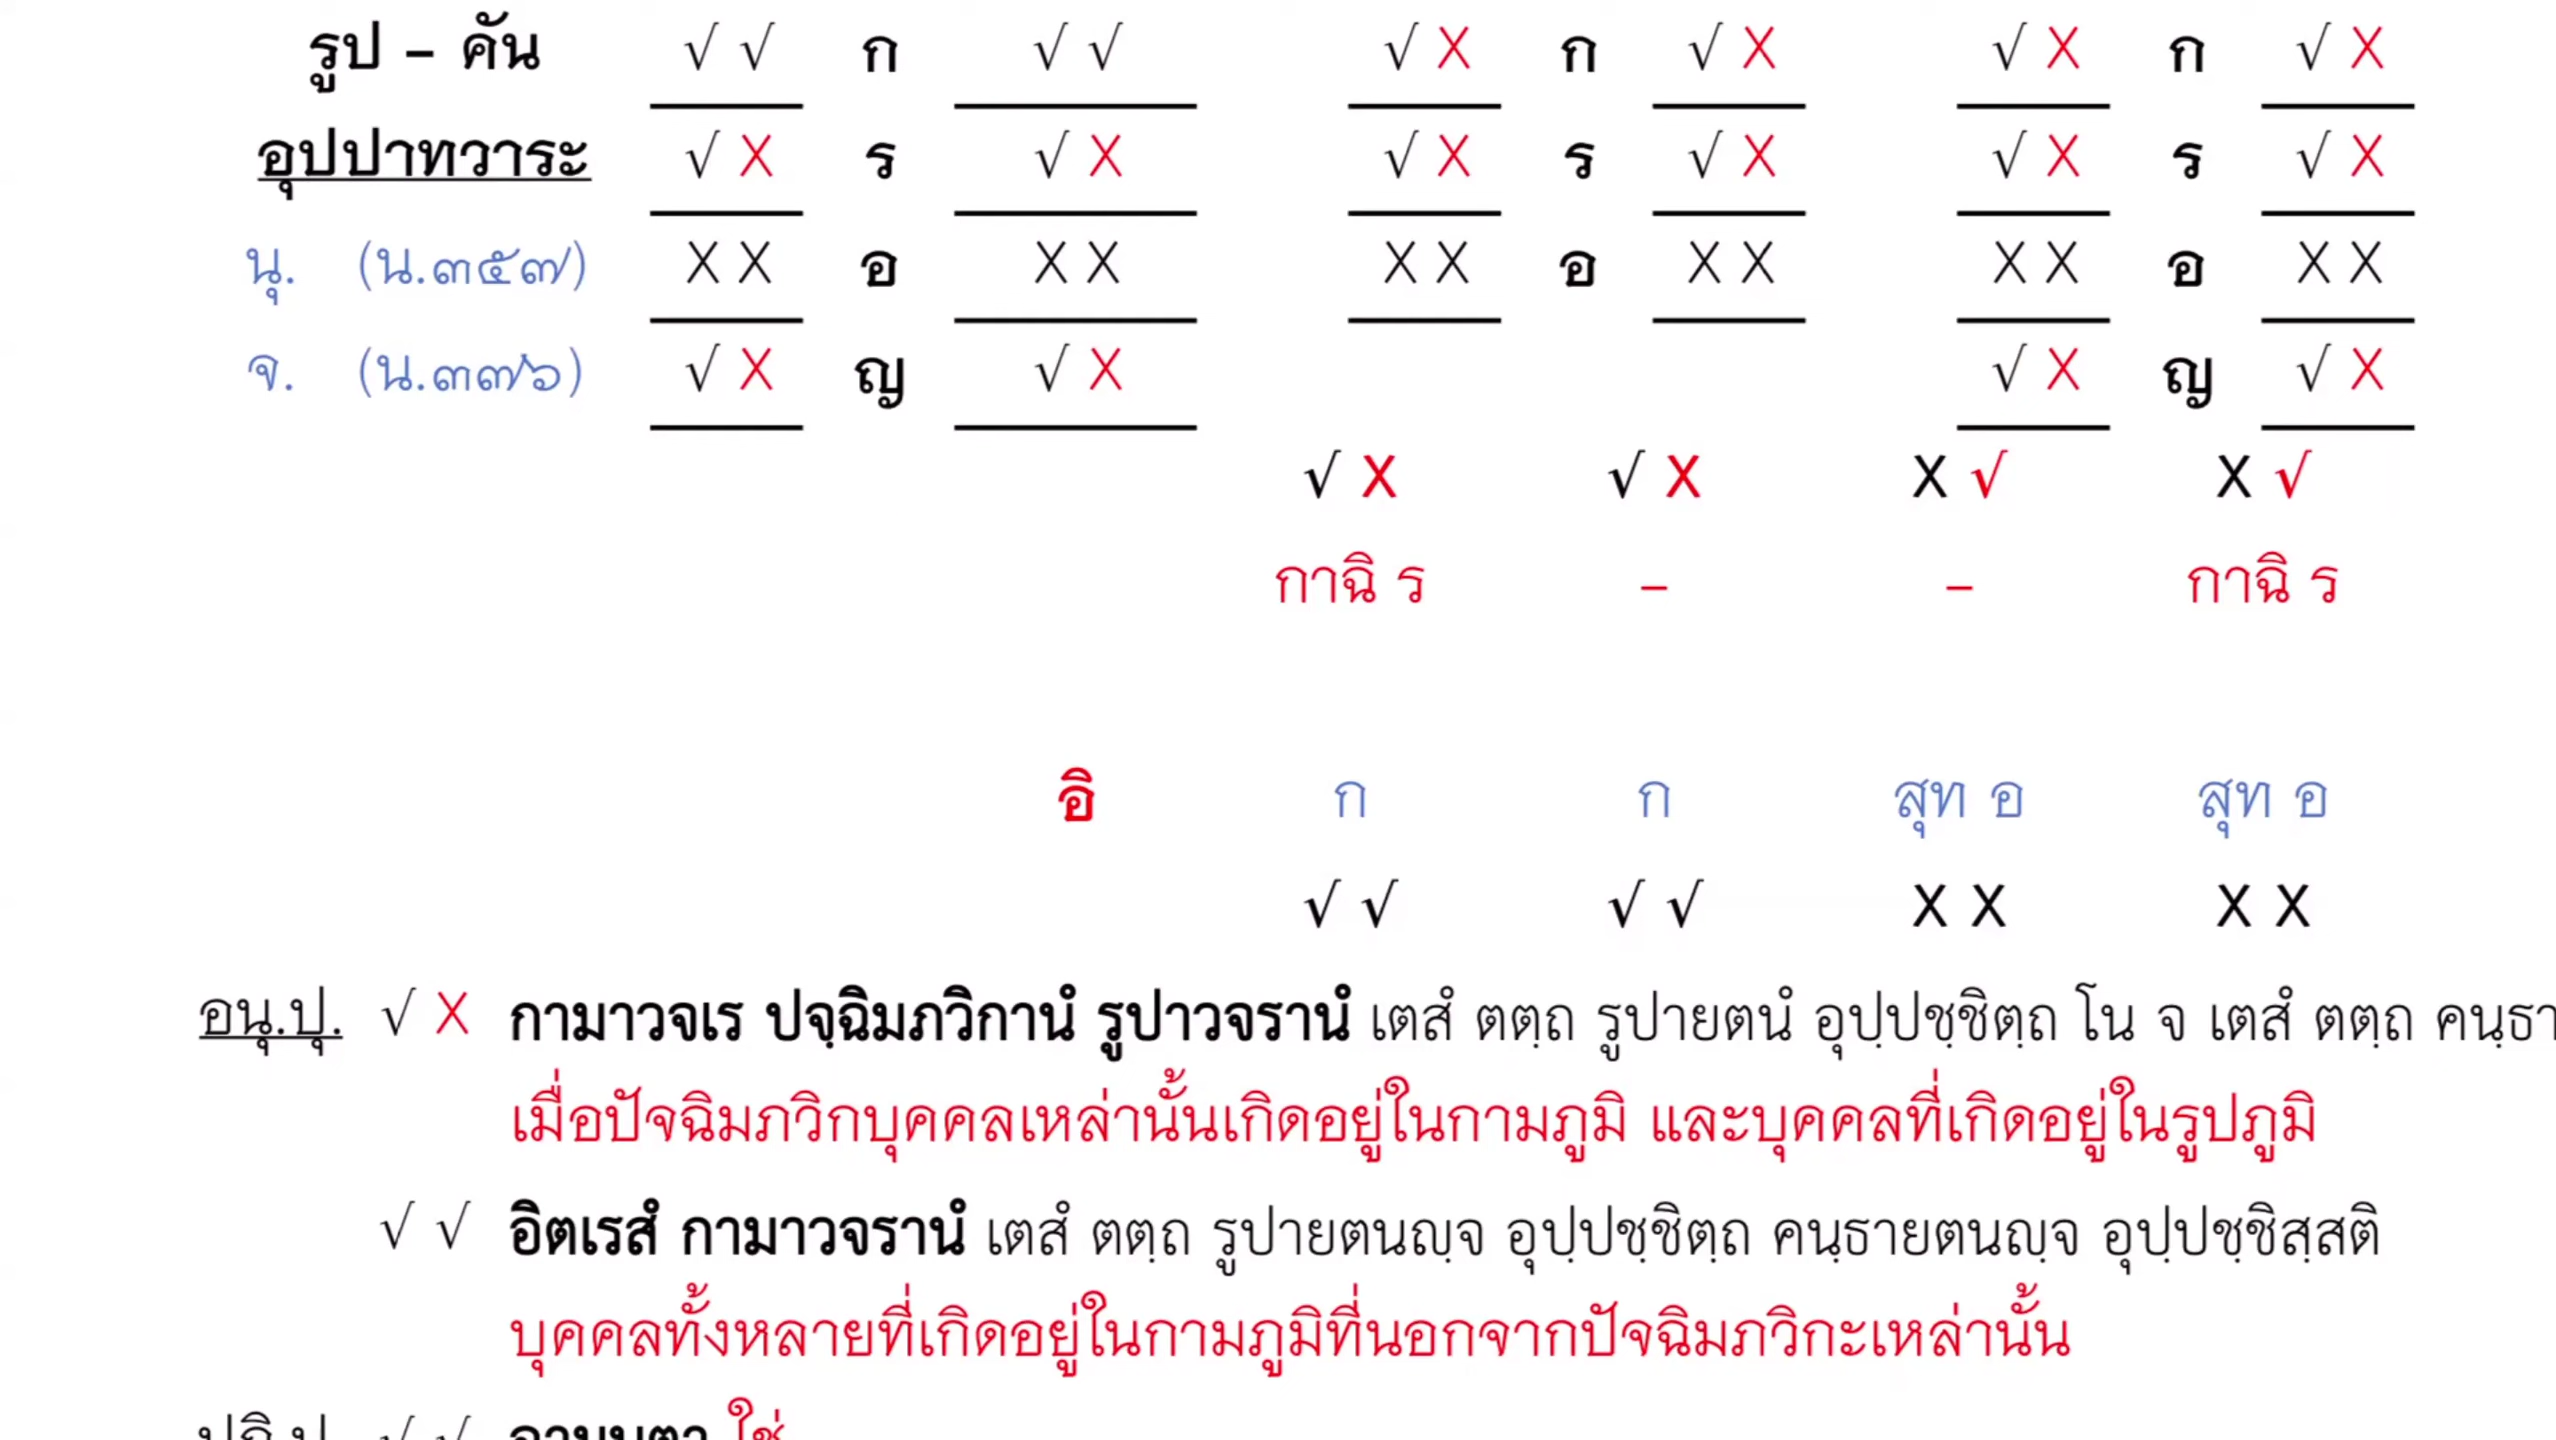 รูป – คัน √ √ ก √ √ √ X ก √ X √ X ก √ X
อุปปาทวาระ √ X ร √ X √ X ร √ X √ X ร √ X
นุ. (น.๓๕๗) X X อ X X X X อ X X X X อ X X
จ. (น.๓๗๖) √ X ญ √ X √ X ญ √ X
√ X √ X X √ X √
กาฉิ ร – – กาฉิ ร
อิ ก ก สุท อ สุท อ
√ √ √ √ X X X X
อนุ.ปุ. √ X กามาวจเร ปจฺฉิมภวิกานํ รูปาวจรานํ เตสํ ตตฺถ รูปายตนํ อุปฺปชฺชิตฺถ โน จ เตสํ ตตฺถ คนฺธา
เมื่อปัจฉิมภวิกบุคคลเหล่านั้นเกิดอยู่ในกามภูมิ และบุคคลที่เกิดอยู่ในรูปภูมิ
√ √ อิตเรสํ กามาวจรานํ เตสํ ตตฺถ รูปายตนญฺจ อุปฺปชฺชิตฺถ คนฺธายตนญฺจ อุปฺปชฺชิสฺสติ
บุคคลทั้งหลายที่เกิดอยู่ในกามภูมิที่นอกจากปัจฉิมภวิกะเหล่านั้น
√ √ ใช่